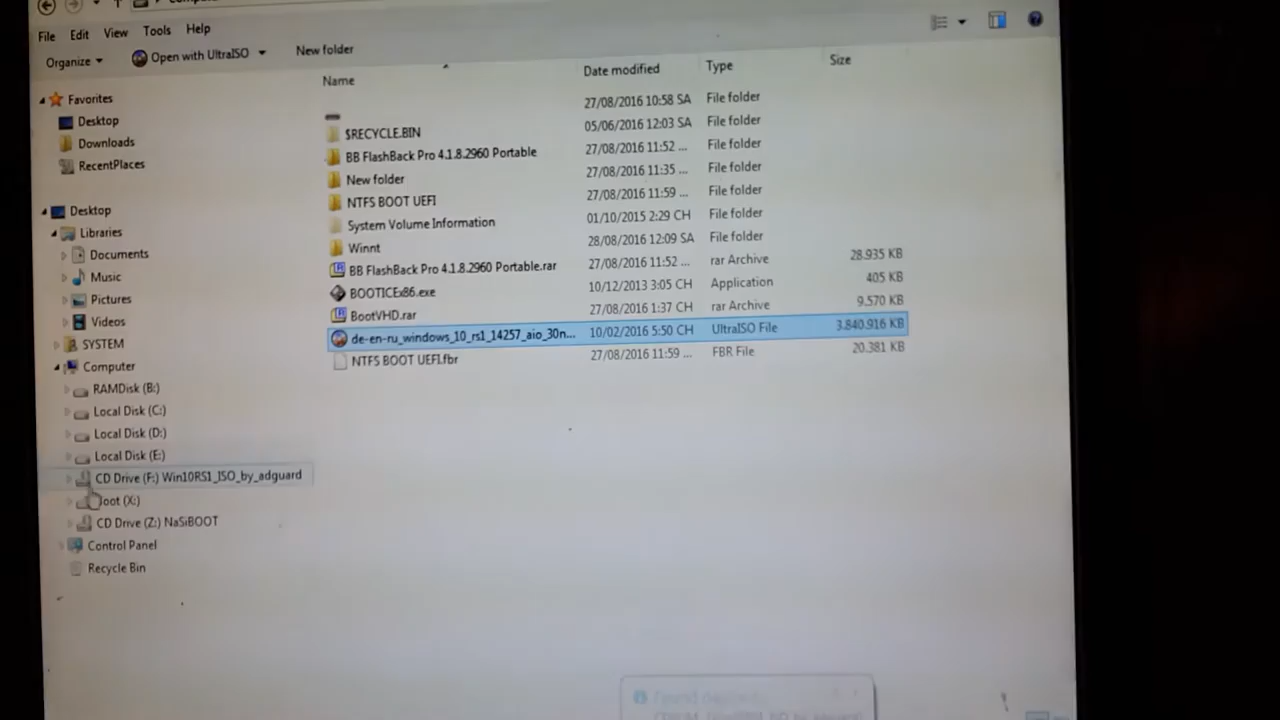 File Edit View Tools Help
Organize Open with UltraISO New folder
Name Date modified Type Size
27/08/2016 10:58 SA File folder
$RECYCLE.BIN 05/06/2016 12:03 SA File folder
BB FlashBack Pro 4.1.8.2960 Portable 27/08/2016 11:52 ... File folder
New folder 27/08/2016 11:35 ... File folder
NTFS BOOT UEFI 27/08/2016 11:59 ... File folder
System Volume Information 01/10/2015 2:29 CH File folder
Winnt 28/08/2016 12:09 SA File folder
BB FlashBack Pro 4.1.8.2960 Portable.rar 27/08/2016 11:52 ... rar Archive 28.935 KB
BOOTICEx86.exe 10/12/2013 3:05 CH Application 405 KB
BootVHD.rar 27/08/2016 1:37 CH rar Archive 9.570 KB
de-en-ru_windows_10_rs1_14257_aio_30n... 10/02/2016 5:50 CH UltraISO File 3.840.916 KB
NTFS BOOT UEFI.fbr 27/08/2016 11:59 ... FBR File 20.381 KB
Favorites
Desktop
Downloads
RecentPlaces
Desktop
Libraries
Documents
Music
Pictures
Videos
SYSTEM
Computer
RAMDisk (B:)
Local Disk (C:)
Local Disk (D:)
Local Disk (E:)
CD Drive (F:) Win10RS1_ISO_by_adguard
Boot (X:)
CD Drive (Z:) NaSiBOOT
Control Panel
Recycle Bin